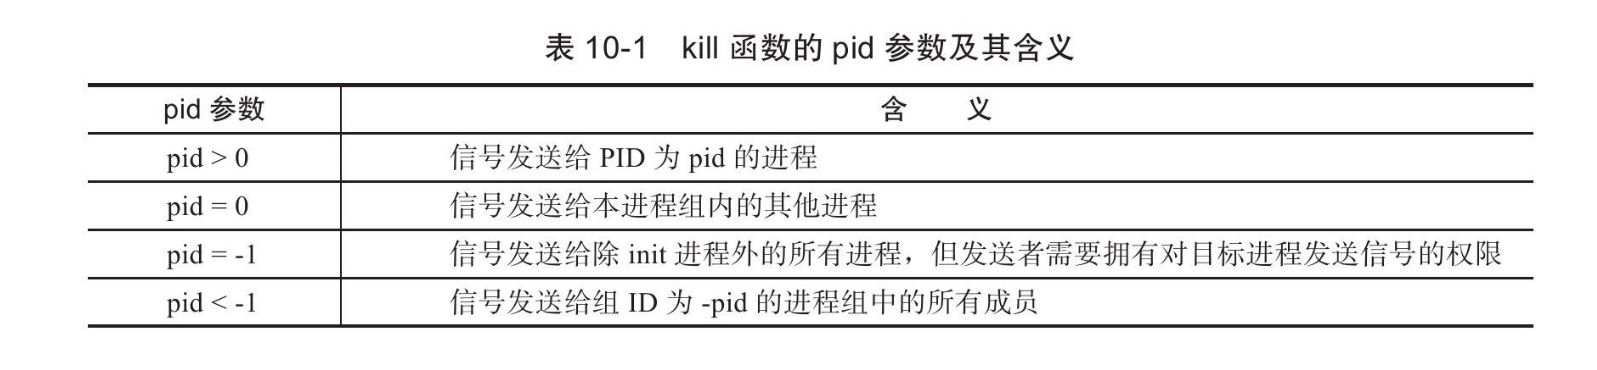 表 10-1 kill 函数的 pid 参数及其含义
pid 参数 含 义
pid > 0 信号发送给 PID 为 pid 的进程
pid = 0 信号发送给本进程组内的其他进程
pid = -1 信号发送给除 init 进程外的所有进程，但发送者需要拥有对目标进程发送信号的权限
pid < -1 信号发送给组 ID 为 -pid 的进程组中的所有成员